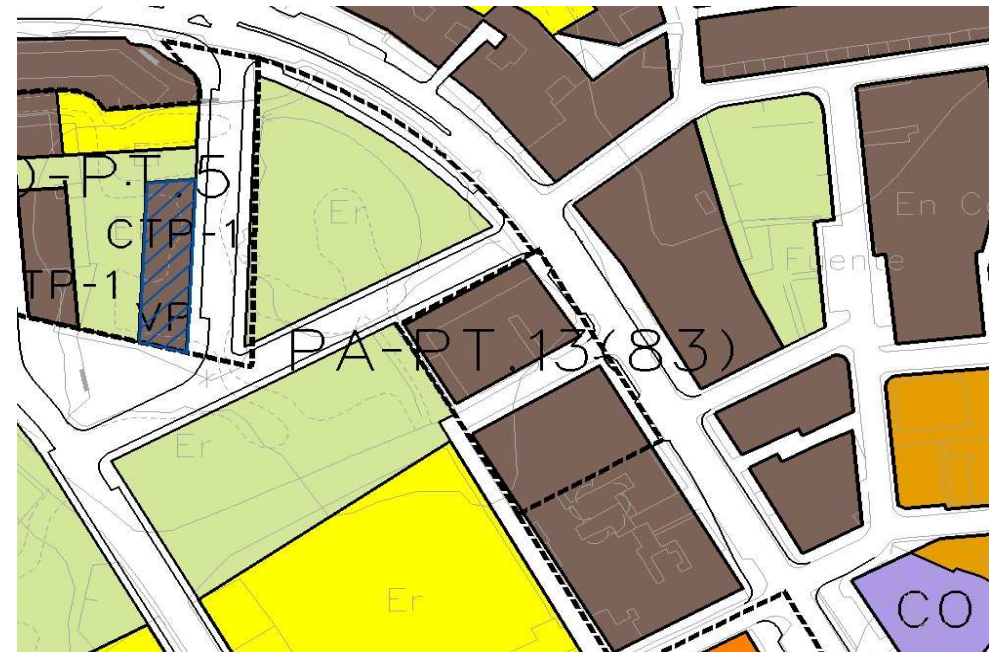 P.T.5
CTP-1
TP-1
VP
Er
En Co
Fuente
PA-PT.13(83)
Er
Er
CO